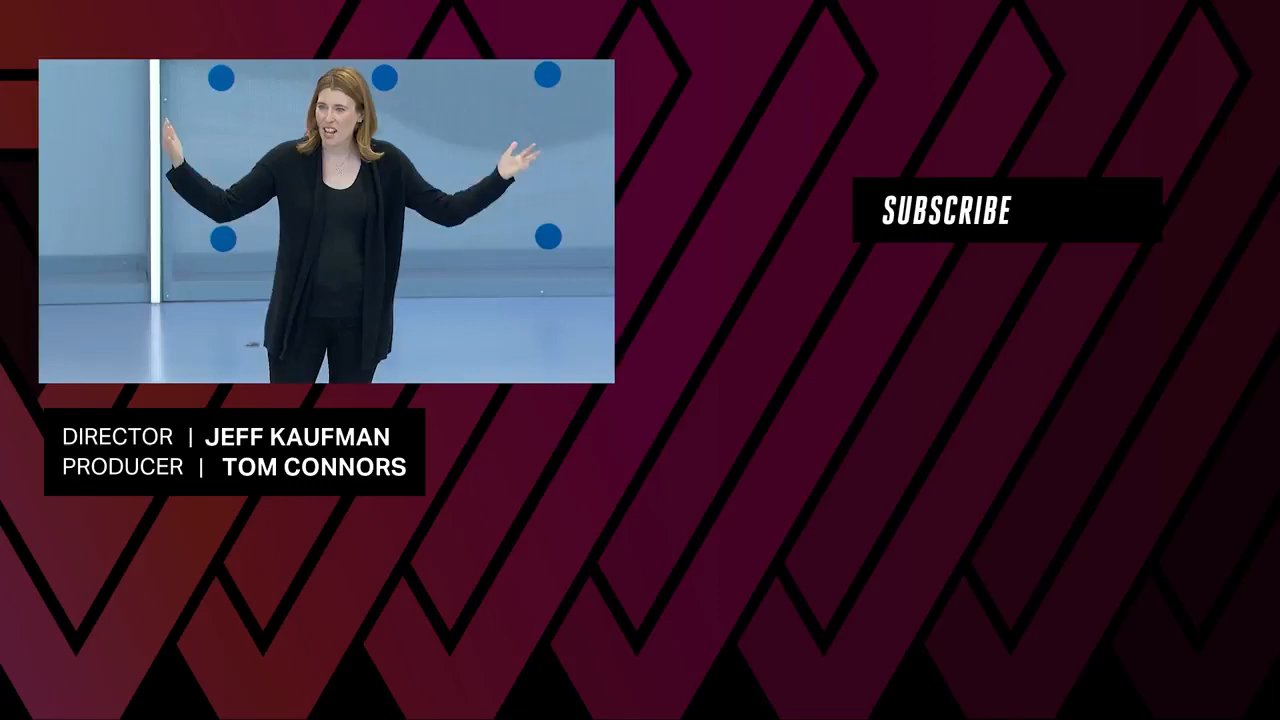 SUBSCRIBE
DIRECTOR | JEFF KAUFMAN
PRODUCER | TOM CONNORS